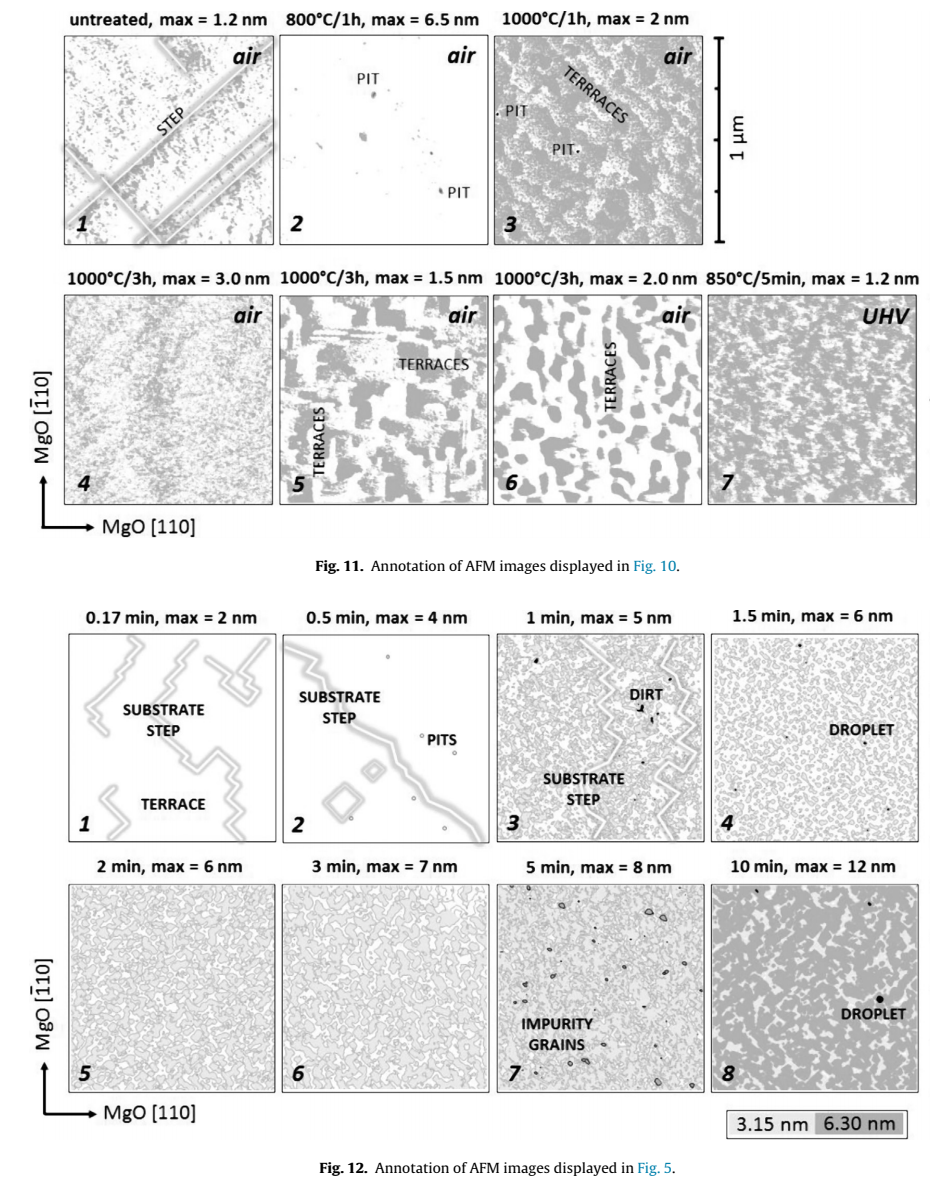 untreated, max = 1.2 nm 800°C/1h, max = 6.5 nm 1000°C/1h, max = 2 nm
air air air
STEP PIT PIT TERRRACES PIT PIT
1 2 3
1 µm
1000°C/3h, max = 3.0 nm 1000°C/3h, max = 1.5 nm 1000°C/3h, max = 2.0 nm 850°C/5min, max = 1.2 nm
air air air UHV
TERRACES TERRACES TERRACES
4 5 6 7
MgO [1̄10]
MgO [110]
Fig. 11. Annotation of AFM images displayed in Fig. 10.
0.17 min, max = 2 nm 0.5 min, max = 4 nm 1 min, max = 5 nm 1.5 min, max = 6 nm
SUBSTRATE
STEP
TERRACE
1
SUBSTRATE
STEP
PITS
2
DIRT
SUBSTRATE
STEP
3
DROPLET
4
2 min, max = 6 nm 3 min, max = 7 nm 5 min, max = 8 nm 10 min, max = 12 nm
5
6
IMPURITY
GRAINS
7
DROPLET
8
MgO [1̄10]
MgO [110]
3.15 nm 6.30 nm
Fig. 12. Annotation of AFM images displayed in Fig. 5.